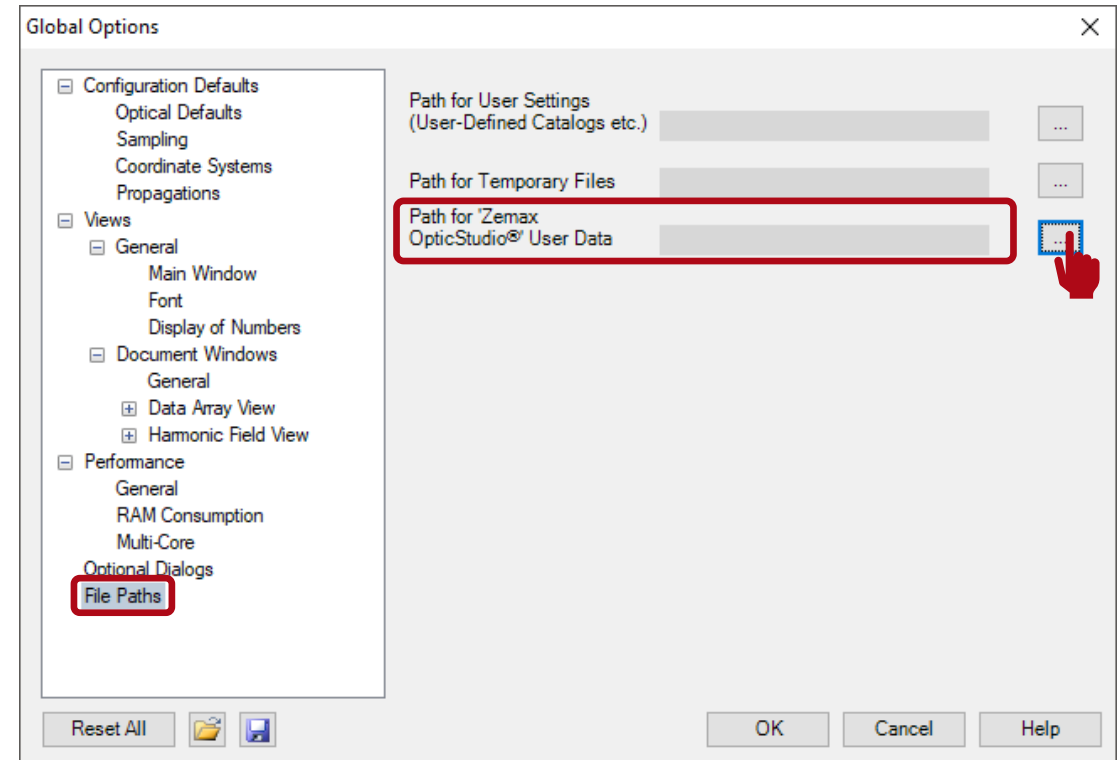 Global Options
Configuration Defaults
Optical Defaults
Sampling
Coordinate Systems
Propagations
Views
General
Main Window
Font
Display of Numbers
Document Windows
General
Data Array View
Harmonic Field View
Performance
General
RAM Consumption
Multi-Core
Optional Dialogs
File Paths
Path for User Settings
(User-Defined Catalogs etc.)
...
Path for Temporary Files
...
Path for 'Zemax
OpticStudio®' User Data
...
Reset All
OK
Cancel
Help